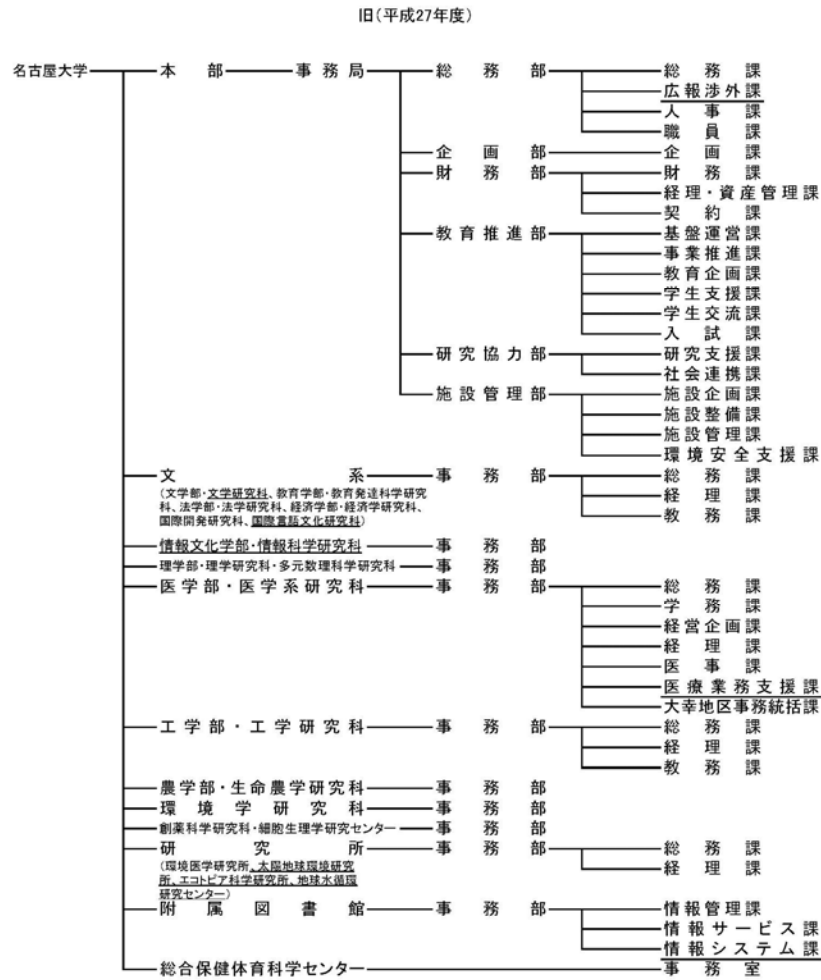 旧(平成27年度)
名古屋大学 本部 事務局 総務部 総務課
広報渉外課
人事課
職員課
企画部 企画課
財務部 財務課
経理・資産管理課
契約課
教育推進部 基盤運営課
事業推進課
教育企画課
学生支援課
学生交流課
入試課
研究協力部 研究支援課
社会連携課
施設管理部 施設企画課
施設整備課
施設管理課
環境安全支援課
文系 事務部 総務課
(文学部・文学研究科、教育学部・教育発達科学研究
科、法学部・法学研究科、経済学部・経済学研究科、
国際開発研究科、国際言語文化研究科)
経理課
教務課
情報文化学部・情報科学研究科 事務部
理学部・理学研究科・多元数理科学研究科 事務部
医学部・医学系研究科 事務部 総務課
学務課
経営企画課
経理課
医事課
医療業務支援課
大幸地区事務統括課
工学部・工学研究科 事務部 総務課
経理課
教務課
農学部・生命農学研究科 事務部
環境学研究科 事務部
創薬科学研究科・細胞生理学研究センター 事務部
研究所 事務部 総務課
(環境医学研究所、太陽地球環境研究
所、エコトピア科学研究所、地球水循環
研究センター)
経理課
附属図書館 事務部 情報管理課
情報サービス課
情報システム課
総合保健体育科学センター 事務室